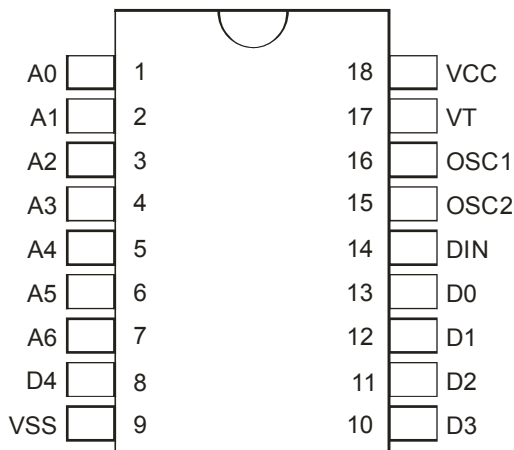 A0 1 18 VCC
A1 2 17 VT
A2 3 16 OSC1
A3 4 15 OSC2
A4 5 14 DIN
A5 6 13 D0
A6 7 12 D1
D4 8 11 D2
VSS 9 10 D3